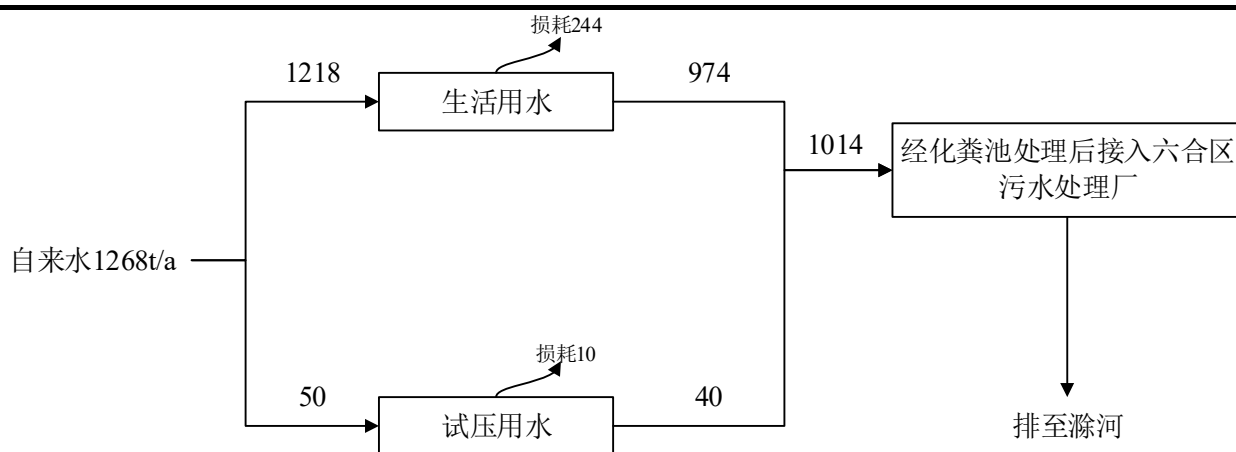 损耗244
1218
生活用水
974
1014
经化粪池处理后接入六合区
污水处理厂
自来水1268t/a
损耗10
50
试压用水
40
排至滁河